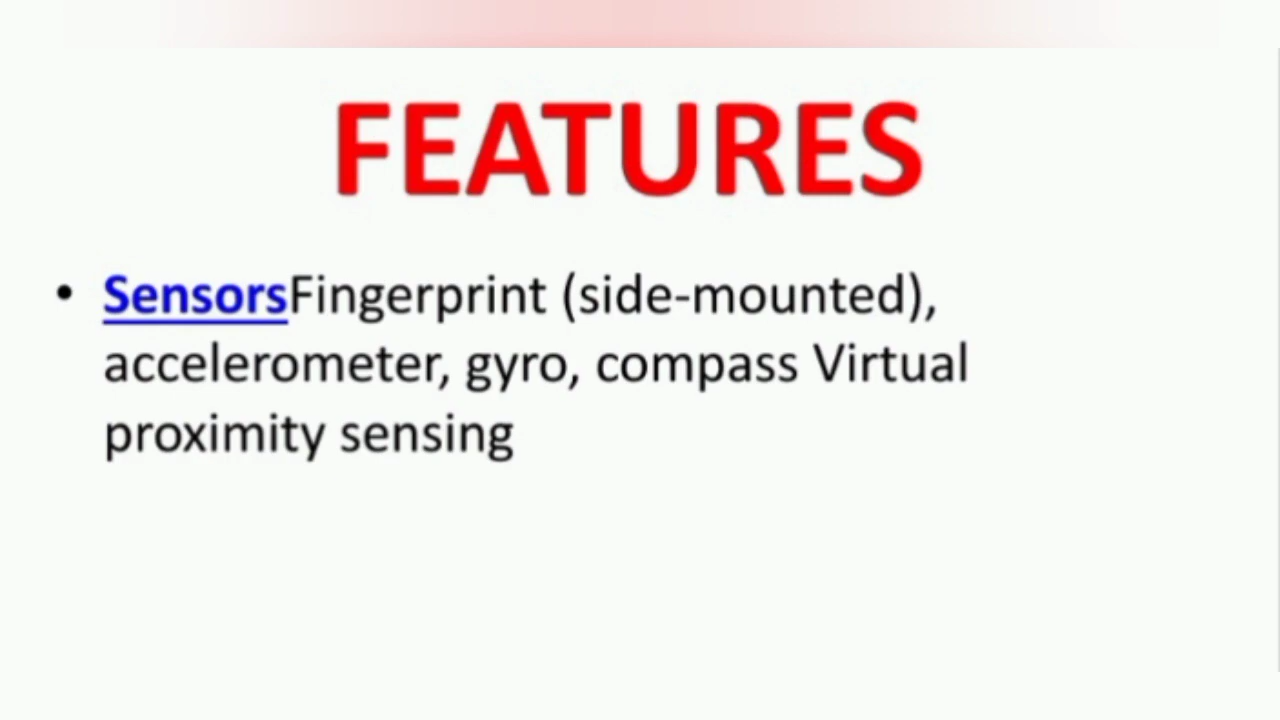 FEATURES
• SensorsFingerprint (side-mounted),
accelerometer, gyro, compass Virtual
proximity sensing